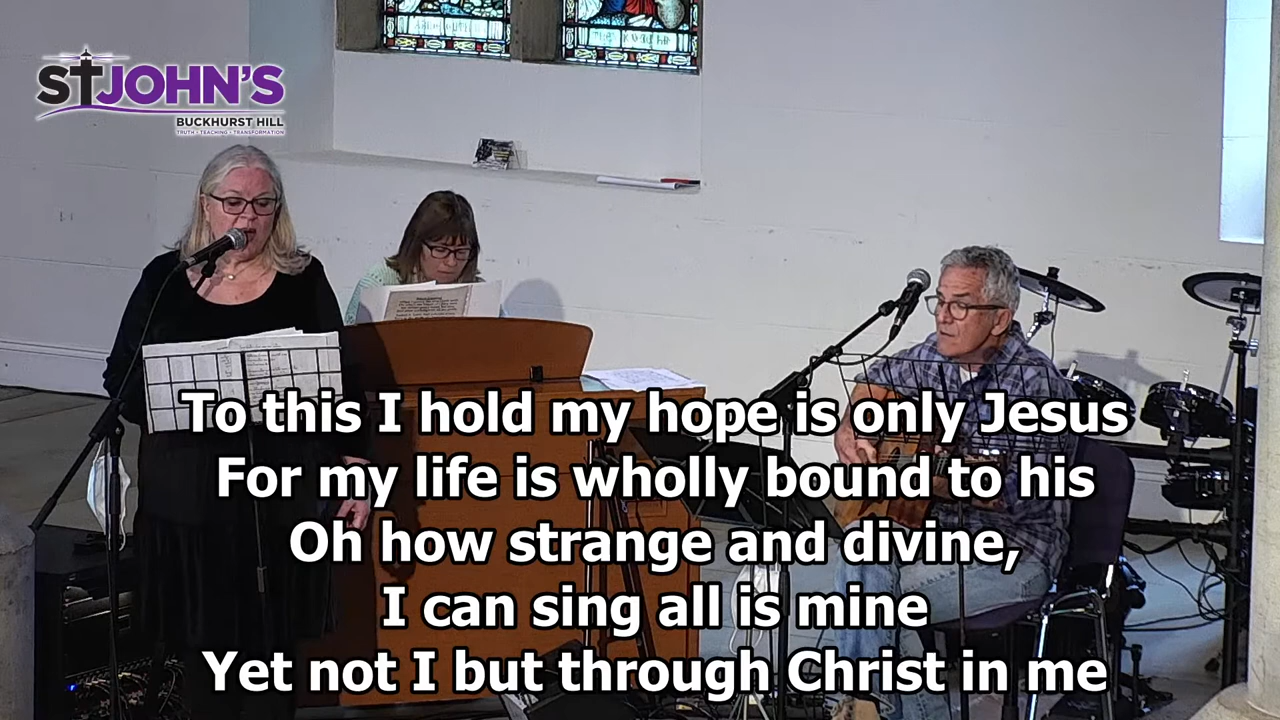 ST JOHN'S
BUCKHURST HILL
TRUTH • TEACHING • TRANSFORMATION
To this I hold my hope is only Jesus
For my life is wholly bound to his
Oh how strange and divine,
I can sing all is mine
Yet not I but through Christ in me